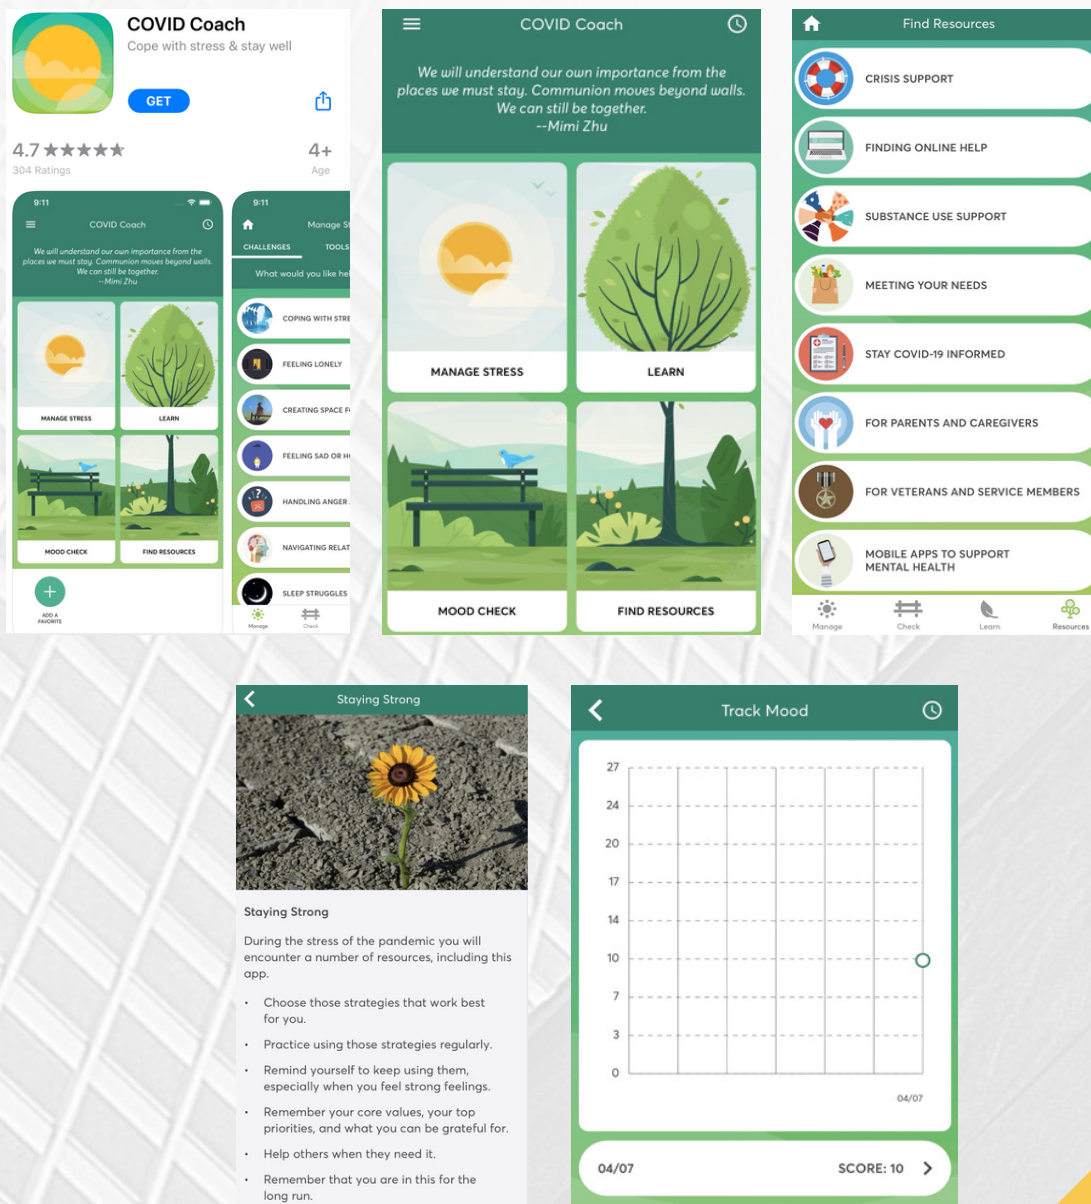 COVID Coach
Cope with stress & stay well
GET
4.7
4+
304 Ratings
Age
9:11
COVID Coach
We will understand our own importance from the
places we must stay. Communion moves beyond walls.
We can still be together.
--Mimi Zhu
MANAGE STRESS
LEARN
MOOD CHECK
FIND RESOURCES
ADD A
FAVORITE
9:11
Manage St
CHALLENGES
TOOLS
What would you like hel
COPING WITH STRE
FEELING LONELY
CREATING SPACE F
FEELING SAD OR H
HANDLING ANGER
NAVIGATING RELAT
SLEEP STRUGGLES
Manage
Check
COVID Coach
We will understand our own importance from the
places we must stay. Communion moves beyond walls.
We can still be together.
--Mimi Zhu
MANAGE STRESS
LEARN
MOOD CHECK
FIND RESOURCES
Find Resources
CRISIS SUPPORT
FINDING ONLINE HELP
SUBSTANCE USE SUPPORT
MEETING YOUR NEEDS
STAY COVID-19 INFORMED
FOR PARENTS AND CAREGIVERS
FOR VETERANS AND SERVICE MEMBERS
MOBILE APPS TO SUPPORT
MENTAL HEALTH
Manage
Check
Learn
Resources
Staying Strong
Staying Strong
During the stress of the pandemic you will
encounter a number of resources, including this
app.
• Choose those strategies that work best
for you.
• Practice using those strategies regularly.
• Remind yourself to keep using them,
especially when you feel strong feelings.
• Remember your core values, your top
priorities, and what you can be grateful for.
• Help others when they need it.
• Remember that you are in this for the
long run.
Track Mood
27
24
20
17
14
10
7
3
0
04/07
04/07
SCORE: 10